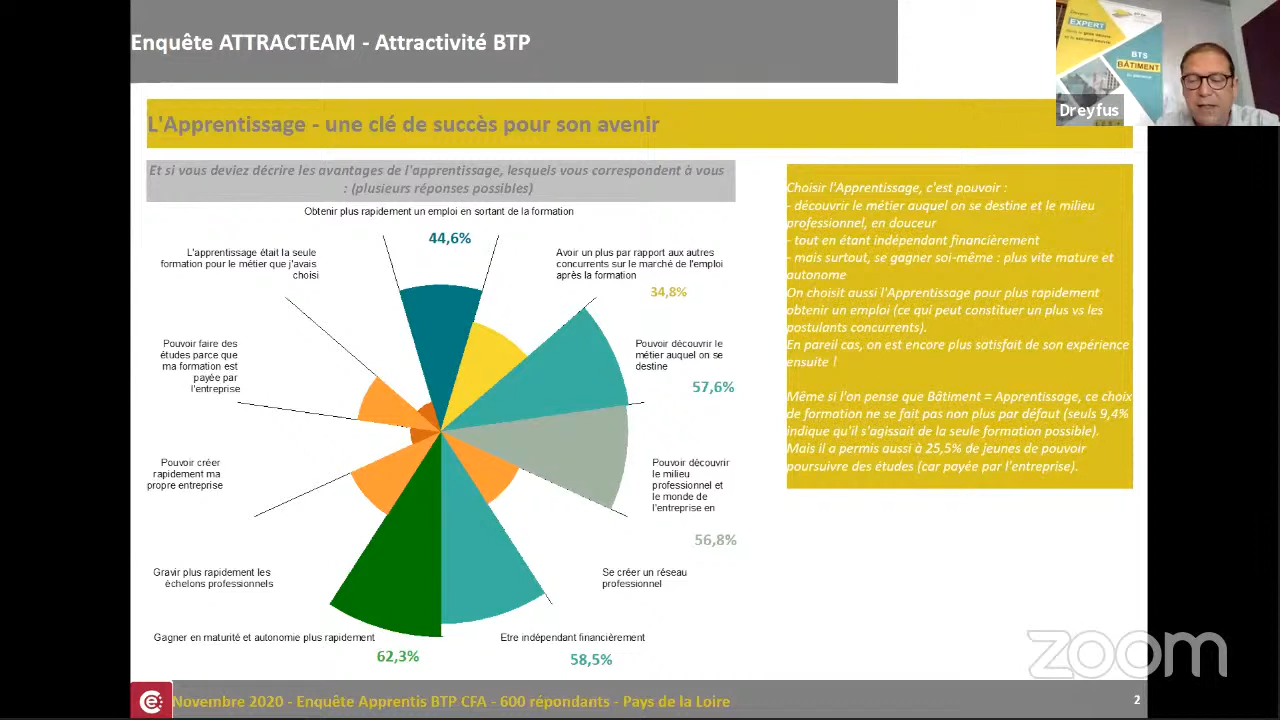 Enquête ATTRACTEAM - Attractivité BTP
EXPERT
BTS
BÂTIMENT
Dreyfus
L'Apprentissage - une clé de succès pour son avenir
Et si vous deviez décrire les avantages de l'apprentissage, lesquels vous correspondent à vous
: (plusieurs réponses possibles)
Obtenir plus rapidement un emploi en sortant de la formation
44,6%
Avoir un plus par rapport aux autres
concurrents sur le marché de l'emploi
après la formation
34,8%
Pouvoir découvrir le
métier auquel on se
destine
57,6%
Pouvoir découvrir
le milieu
professionnel et
le monde de
l'entreprise en
56,8%
Se créer un réseau
professionnel
Etre indépendant financièrement
58,5%
Gagner en maturité et autonomie plus rapidement
62,3%
Gravir plus rapidement les
échelons professionnels
Pouvoir créer
rapidement ma
propre entreprise
Pouvoir faire des
études parce que
ma formation est
payée par
l'entreprise
L'apprentissage était la seule
formation pour le métier que j'avais
choisi
Choisir l'Apprentissage, c'est pouvoir :
- découvrir le métier auquel on se destine et le milieu
professionnel, en douceur
- tout en étant indépendant financièrement
- mais surtout, se gagner soi-même : plus vite mature et
autonome
On choisit aussi l'Apprentissage pour plus rapidement
obtenir un emploi (ce qui peut constituer un plus vs les
postulants concurrents).
En pareil cas, on est encore plus satisfait de son expérience
ensuite !
Même si l'on pense que Bâtiment = Apprentissage, ce choix
de formation ne se fait pas non plus par défaut (seuls 9,4%
indique qu'il s'agissait de la seule formation possible).
Mais il a permis aussi à 25,5% de jeunes de pouvoir
poursuivre des études (car payée par l'entreprise).
zoom
Novembre 2020 - Enquête Apprentis BTP CFA - 600 répondants - Pays de la Loire
2